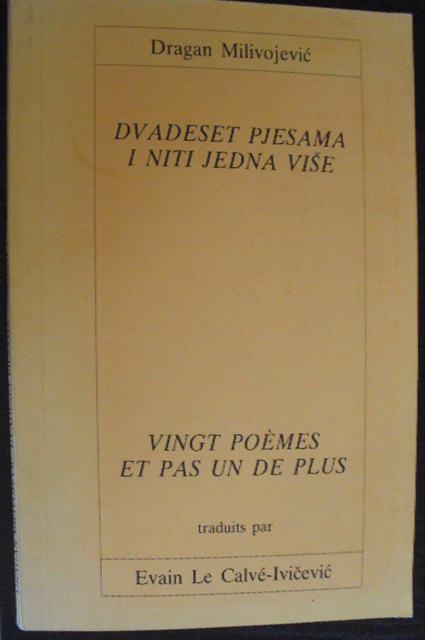 Dragan Milivojević
DVADESET PJESAMA
I NITI JEDNA VIŠE
VINGT POÈMES
ET PAS UN DE PLUS
traduits par
Evain Le Calvé-Ivičević